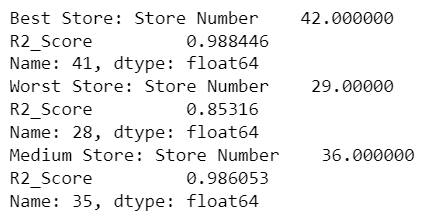 Best Store: Store Number    42.000000
R2_Score         0.988446
Name: 41, dtype: float64
Worst Store: Store Number    29.00000
R2_Score         0.85316
Name: 28, dtype: float64
Medium Store: Store Number    36.000000
R2_Score         0.986053
Name: 35, dtype: float64